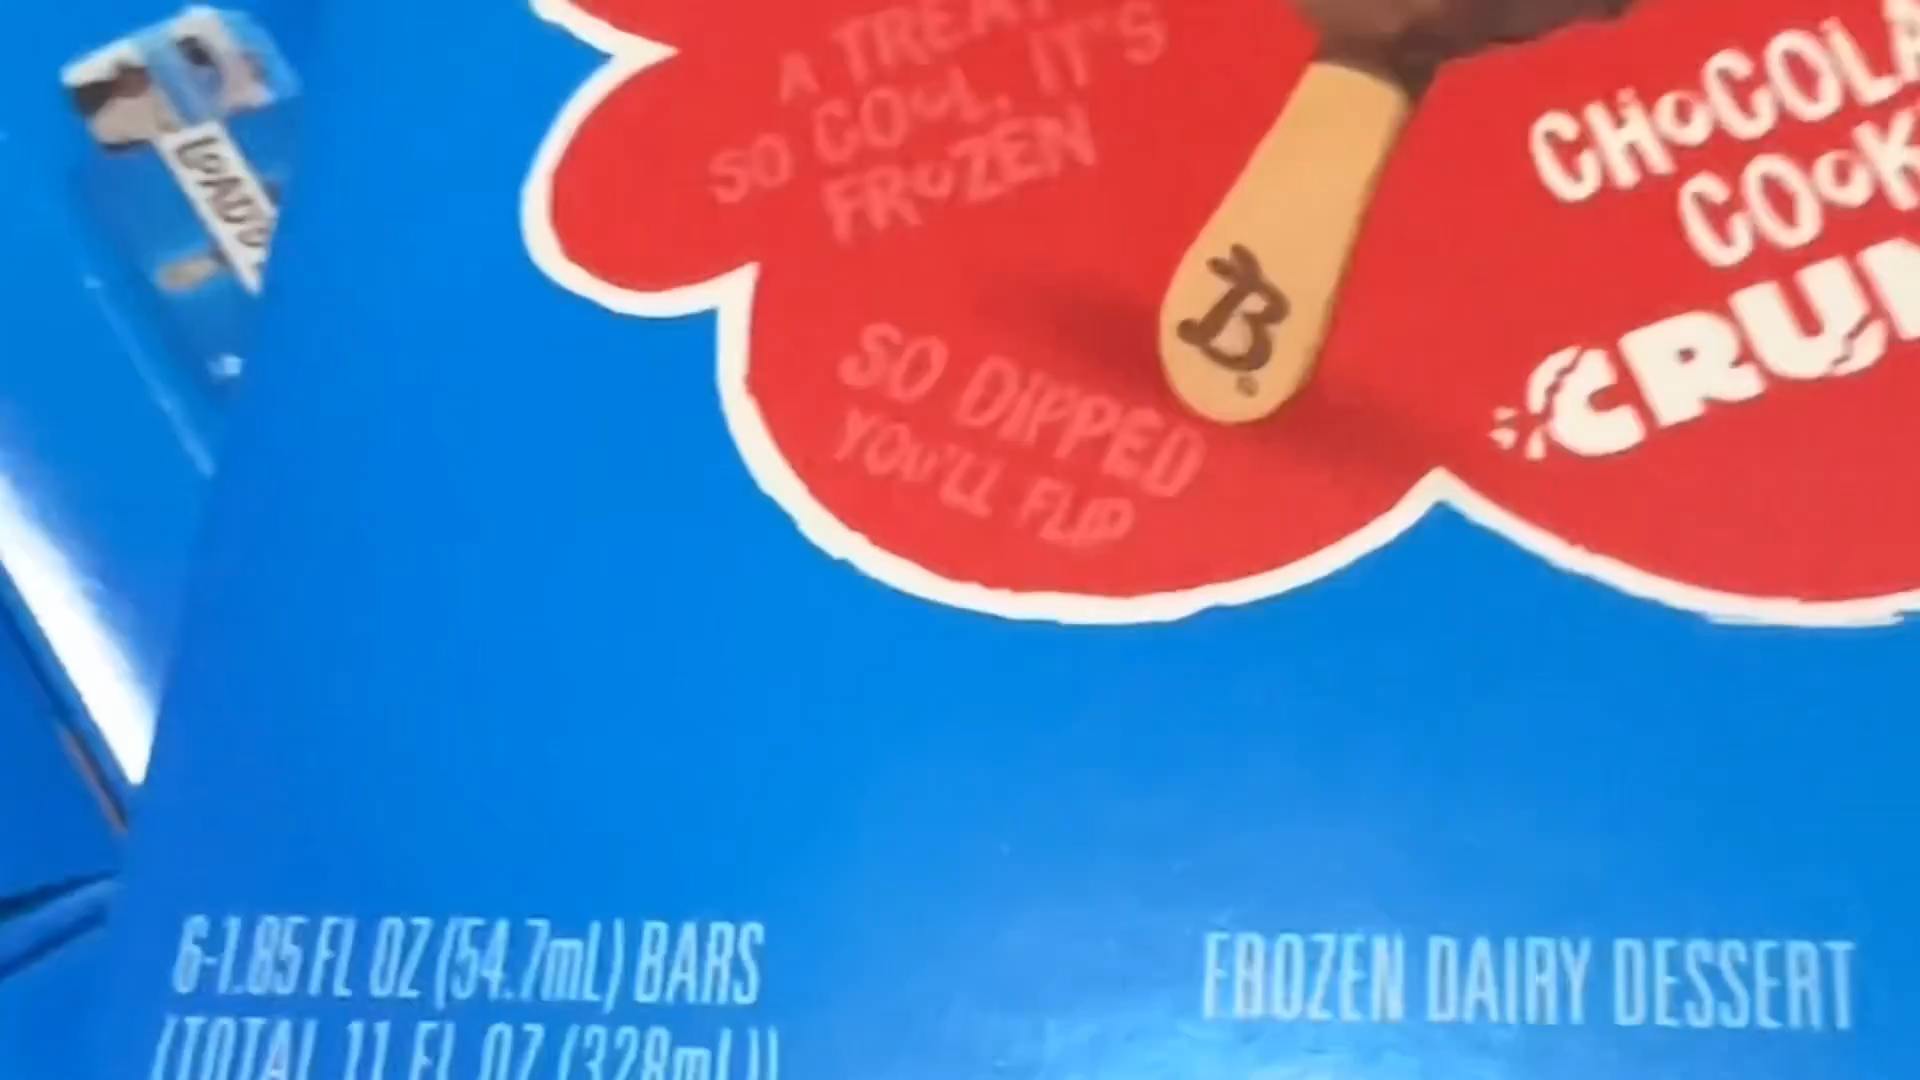 LOAD'D
A TREAT
SO COOL, IT'S
FROZEN
CHOCOLA
COOK
CRUN
B
SO DIPPED
YOU'LL FLIP
6-1.85 FL OZ (54.7mL) BARS
(TOTAL 11 FL OZ (328mL))
FROZEN DAIRY DESSERT